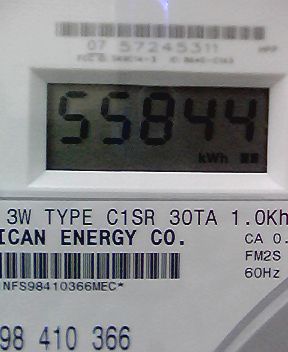 07 57245311
55844
kWh
3W TYPE C1SR 30TA 1.0Kh
ICAN ENERGY CO.
CA 0.
FM2S
60Hz
NFS98410366MEC*
98 410 366